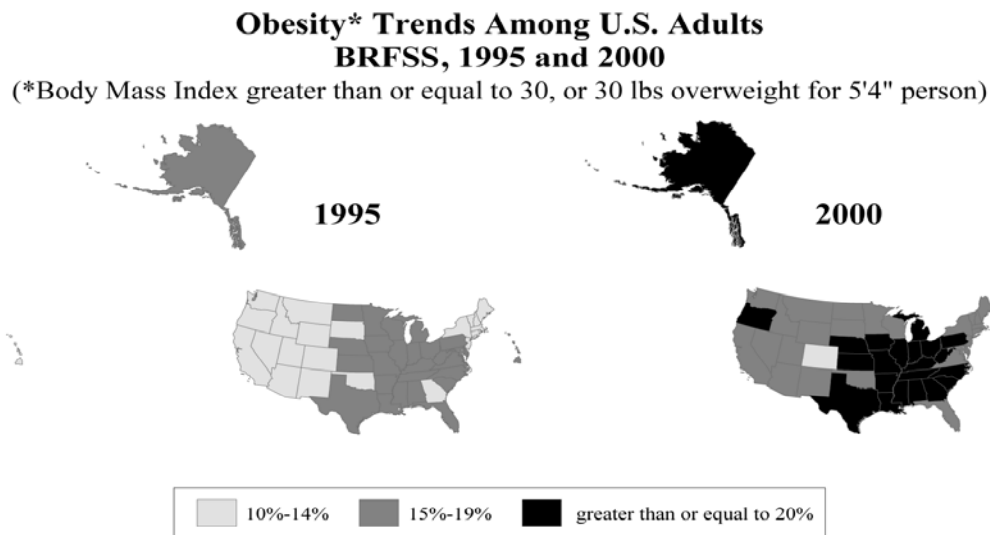 Obesity* Trends Among U.S. Adults
BRFSS, 1995 and 2000
(*Body Mass Index greater than or equal to 30, or 30 lbs overweight for 5'4" person)
1995
2000
10%-14%
15%-19%
greater than or equal to 20%